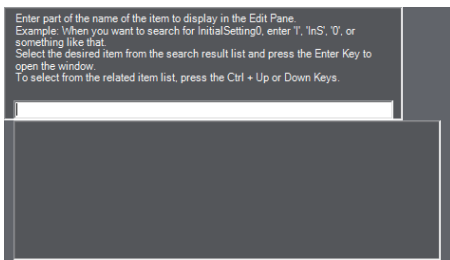 Enter part of the name of the item to display in the Edit Pane.
Example: When you want to search for InitialSetting0, enter 'I', 'InS', '0', or
something like that.
Select the desired item from the search result list and press the Enter Key to
open the window.
To select from the related item list, press the Ctrl + Up or Down Keys.